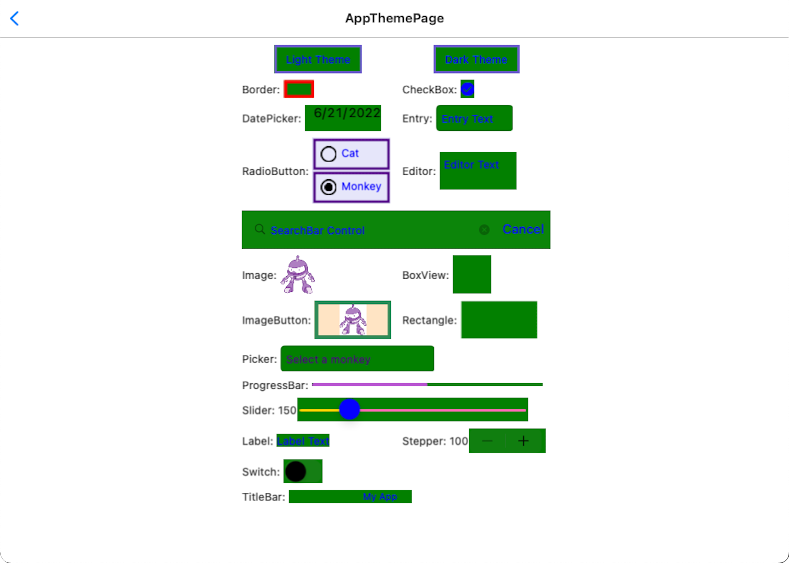 AppThemePage
Light Theme
Dark Theme
Border:
CheckBox:
DatePicker: 6/21/2022
Entry: Entry Text
RadioButton:
Cat
Monkey
Editor: Editor Text
SearchBar Control
Cancel
Image:
BoxView:
ImageButton:
Rectangle:
Picker: Select a monkey
ProgressBar:
Slider: 150
Label: Label Text
Stepper: 100
Switch:
TitleBar: My App